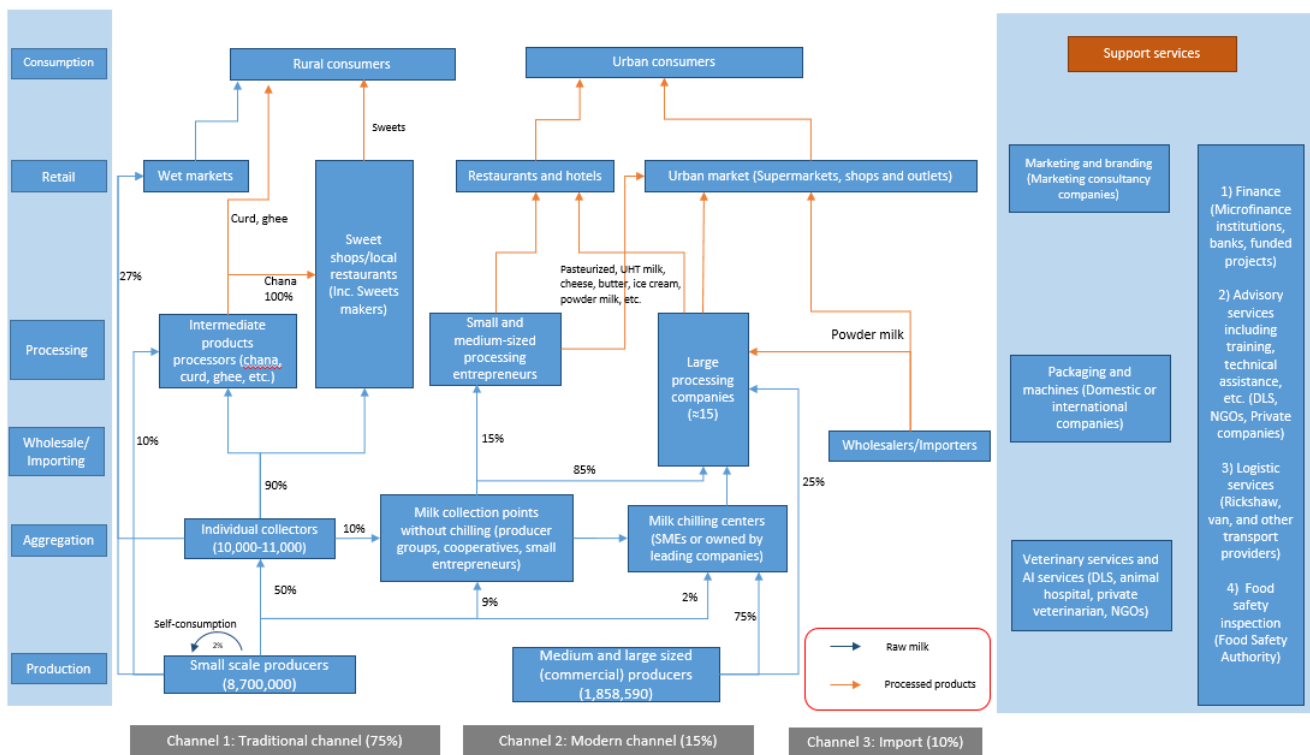 Consumption
Rural consumers
Urban consumers
Support services
Sweets
Retail
Wet markets
Restaurants and hotels
Urban market (Supermarkets, shops and outlets)
Marketing and branding
(Marketing consultancy
companies)
Curd, ghee
Sweet
shops/local
restaurants
(Inc. Sweets
makers)
27%
Chana
100%
Pasteurized, UHT milk,
cheese, butter, ice cream,
powder milk, etc.
Processing
Intermediate
products
processors (chana,
curd, ghee, etc.)
Small and
medium-sized
processing
entrepreneurs
Large
processing
companies
(≈15)
Powder milk
Packaging and
machines (Domestic or
international
companies)
Wholesale/
Importing
10%
15%
Wholesalers/Importers
90%
85%
25%
Aggregation
Individual collectors
(10,000-11,000)
10%
Milk collection points
without chilling (producer
groups, cooperatives, small
entrepreneurs)
Milk chilling centers
(SMEs or owned by
leading companies)
Veterinary services and
AI services (DLS, animal
hospital, private
veterinarian, NGOs)
50%
9%
2%
75%
Self-consumption
2%
Production
Small scale producers
(8,700,000)
Medium and large sized
(commercial) producers
(1,858,590)
Raw milk
Processed products
1) Finance
(Microfinance
institutions,
banks, funded
projects)
2) Advisory
services
including
training,
technical
assistance,
etc. (DLS,
NGOs, Private
companies)
3) Logistic
services
(Rickshaw,
van, and other
transport
providers)
4) Food
safety
inspection
(Food Safety
Authority)
Channel 1: Traditional channel (75%)
Channel 2: Modern channel (15%)
Channel 3: Import (10%)